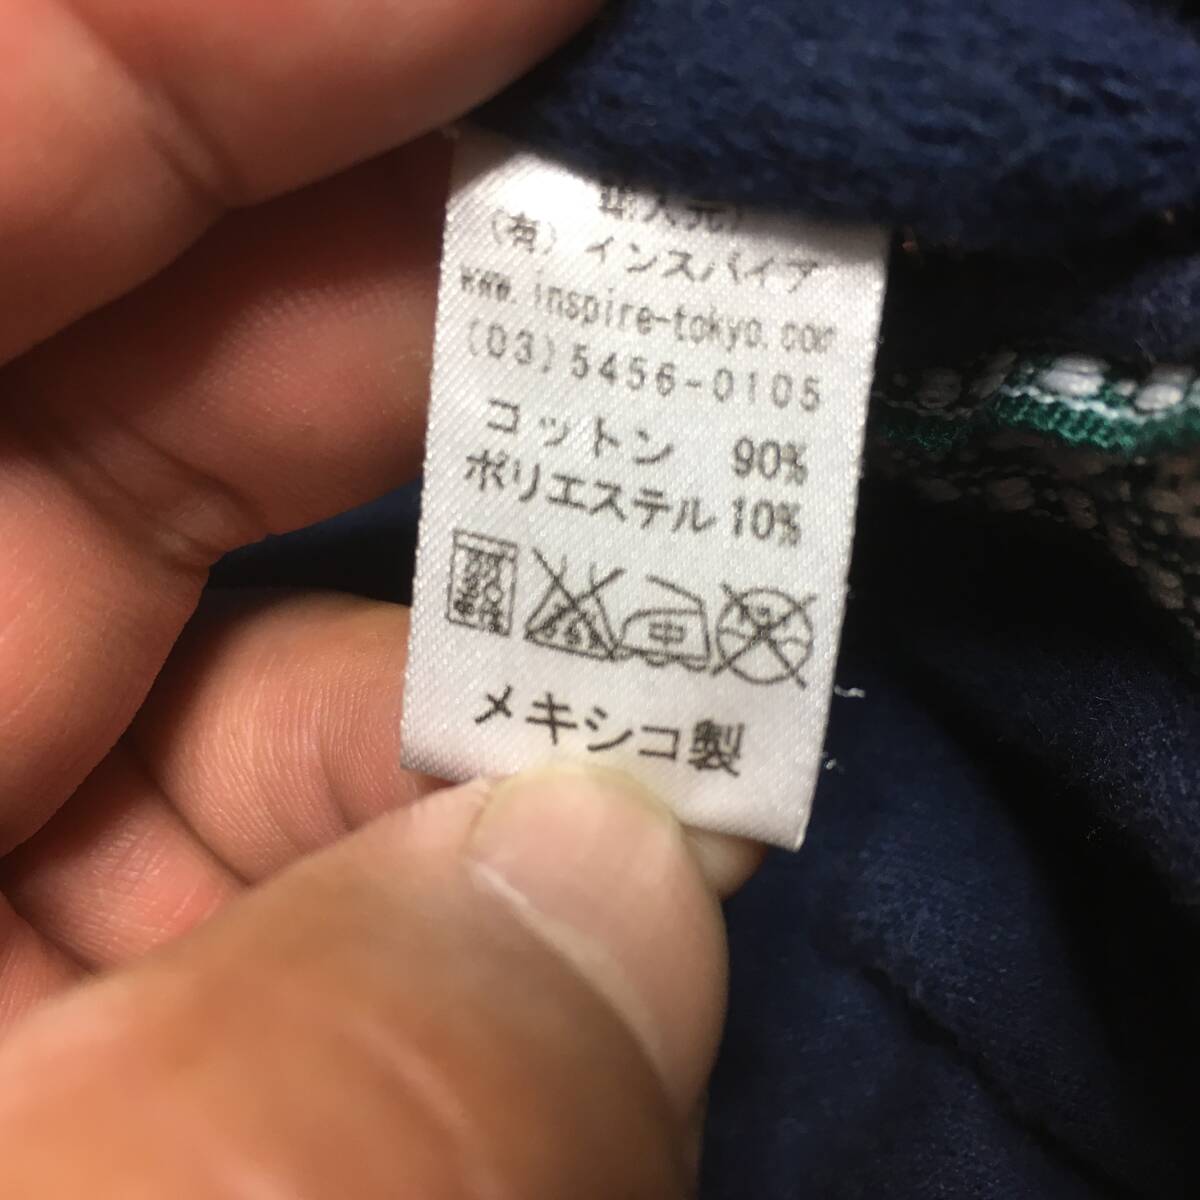 (有) インスパイア
www.inspire-tokyo.com
(03)5456-0105
コットン 90%
ポリエステル 10%
中
メキシコ製